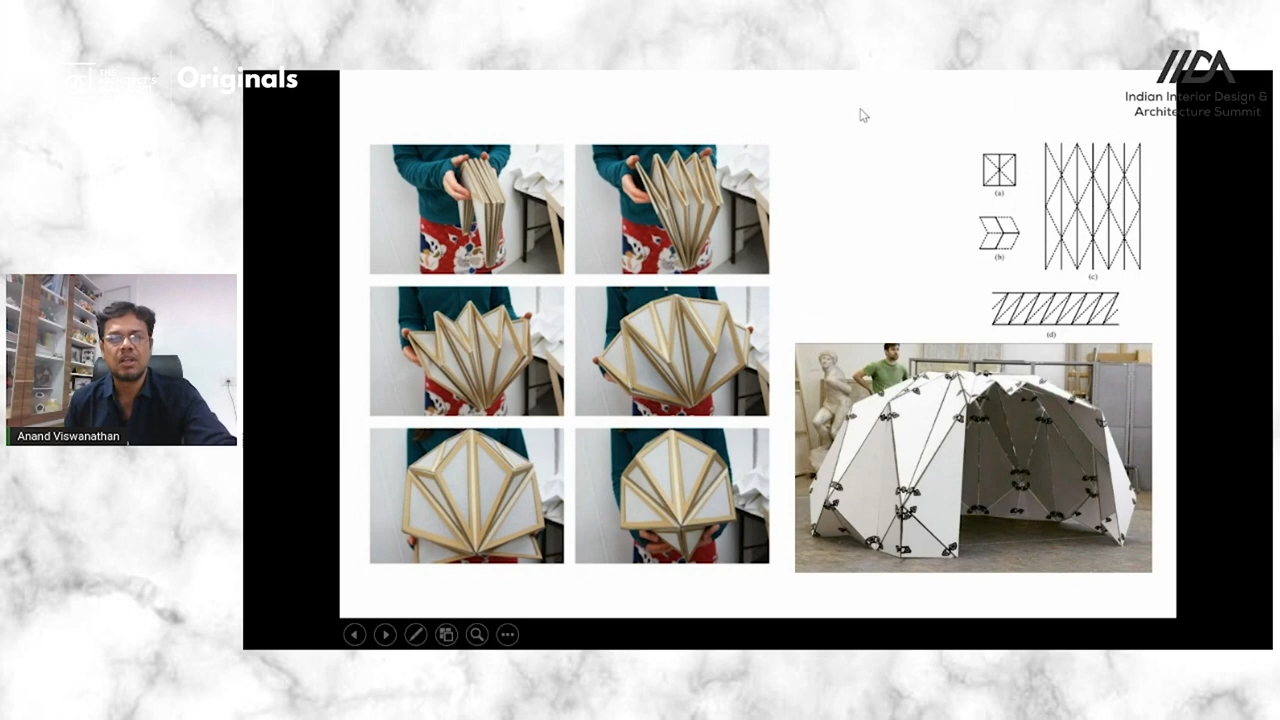 Originals
IIDA
Indian Interior Design &
Architecture Summit
Anand Viswanathan
(a)
(b)
(c)
(d)